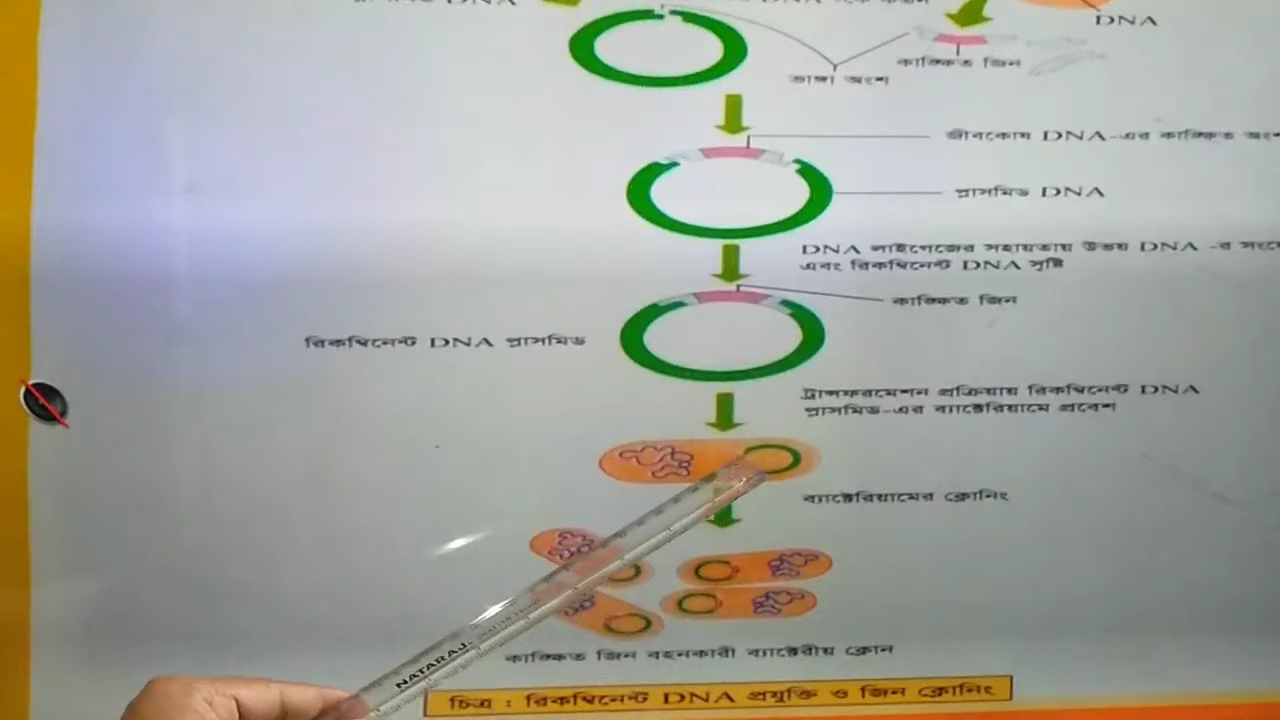 DNA
DNA
কাঙ্ক্ষিত জিন
ভাঙ্গা অংশ
জীবকোষ DNA-এর কাঙ্ক্ষিত
প্লাসমিড DNA
DNA লাইগেজের সহায়তায় উভয় DNA -র
এবং রিকম্বিনেন্ট DNA সৃষ্টি
কাঙ্ক্ষিত জিন
রিকম্বিনেন্ট DNA প্লাসমিড
ট্রান্সফরমেশন প্রক্রিয়ায় রিকম্বিনেন্ট DNA
প্লাসমিড-এর ব্যাক্টেরিয়ামে প্রবেশ
ব্যাক্টেরিয়ামের ক্লোনিং
NATARAJ
কাঙ্ক্ষিত জিন বহনকারী ব্যাক্টেরীয় ক্লোন
চিত্র : রিকম্বিনেন্ট DNA প্রযুক্তি ও জিন ক্লোনিং